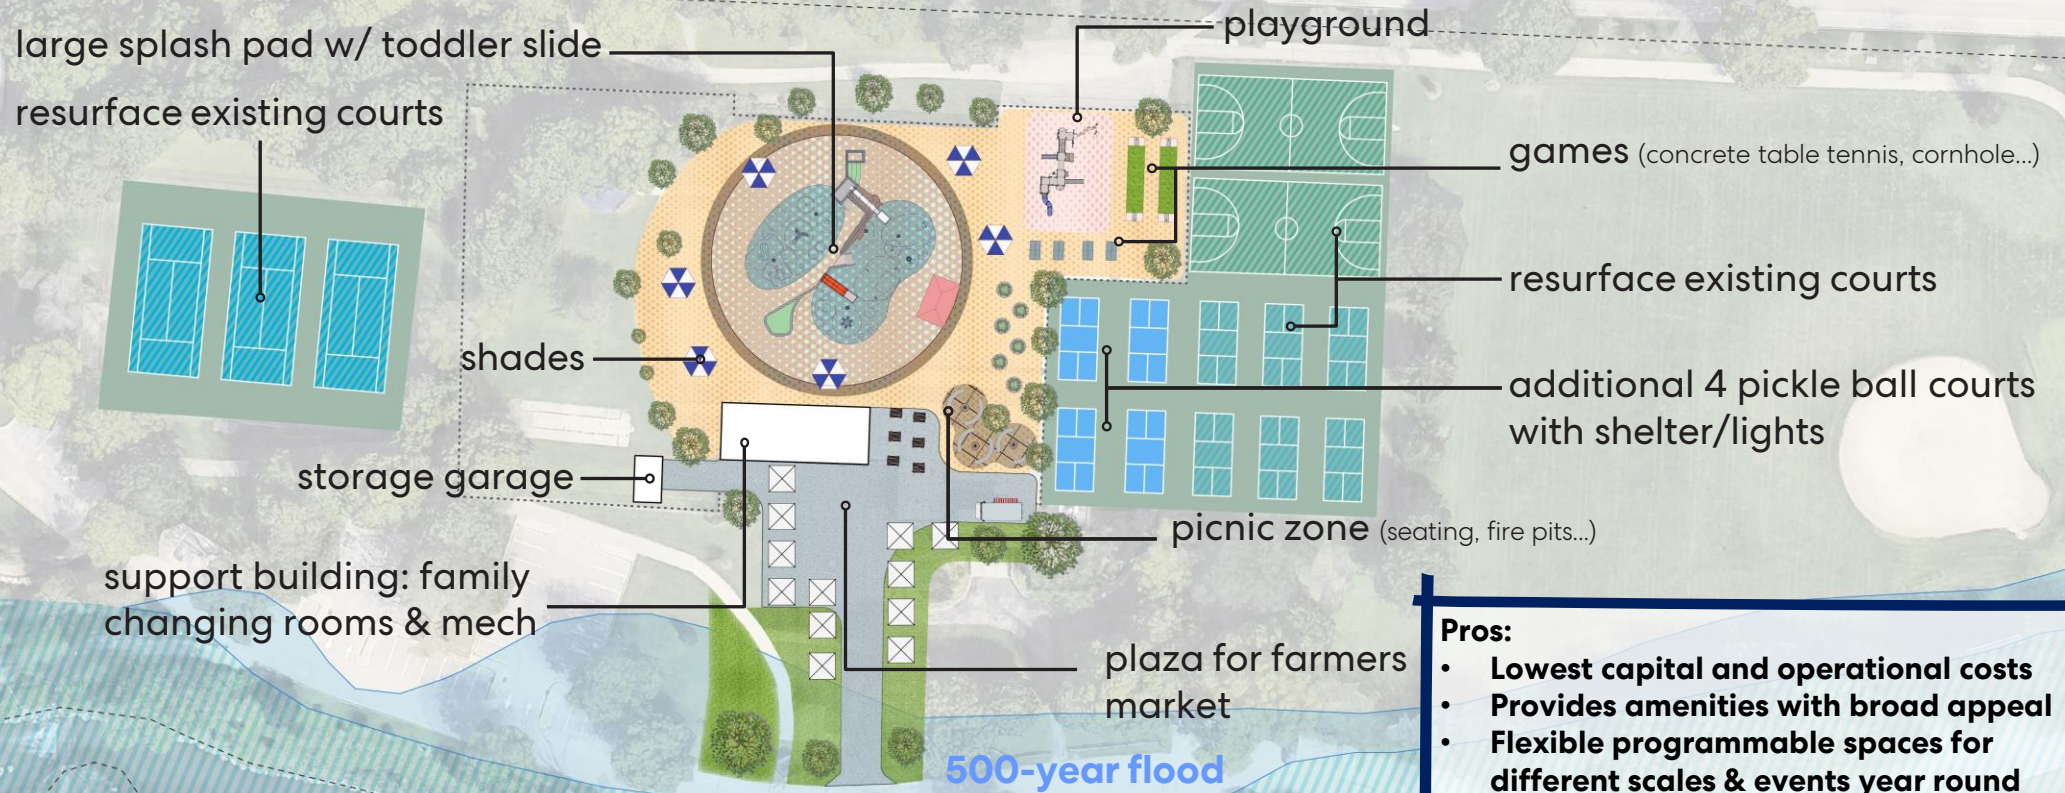 large splash pad w/ toddler slide
resurface existing courts
playground
games (concrete table tennis, cornhole...)
resurface existing courts
shades
additional 4 pickle ball courts
with shelter/lights
storage garage
picnic zone (seating, fire pits...)
support building: family
changing rooms & mech
plaza for farmers
market
500-year flood
Pros:
• Lowest capital and operational costs
• Provides amenities with broad appeal
• Flexible programmable spaces for
different scales & events year round